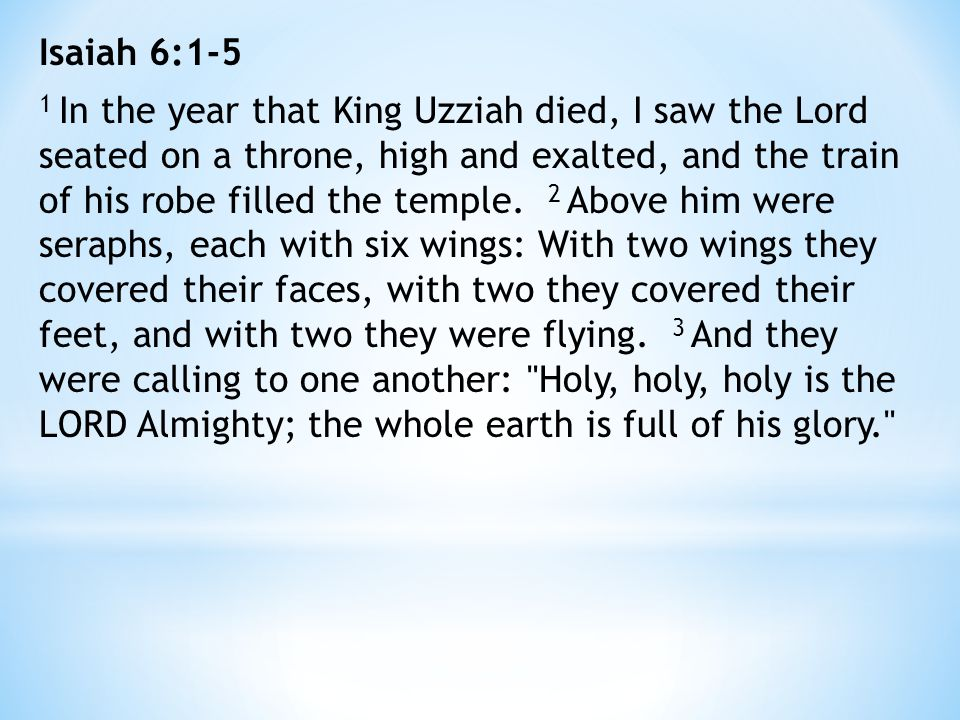 Isaiah 6:1-5
1 In the year that King Uzziah died, I saw the Lord
seated on a throne, high and exalted, and the train
of his robe filled the temple. 2 Above him were
seraphs, each with six wings: With two wings they
covered their faces, with two they covered their
feet, and with two they were flying. 3 And they
were calling to one another: "Holy, holy, holy is the
LORD Almighty; the whole earth is full of his glory."